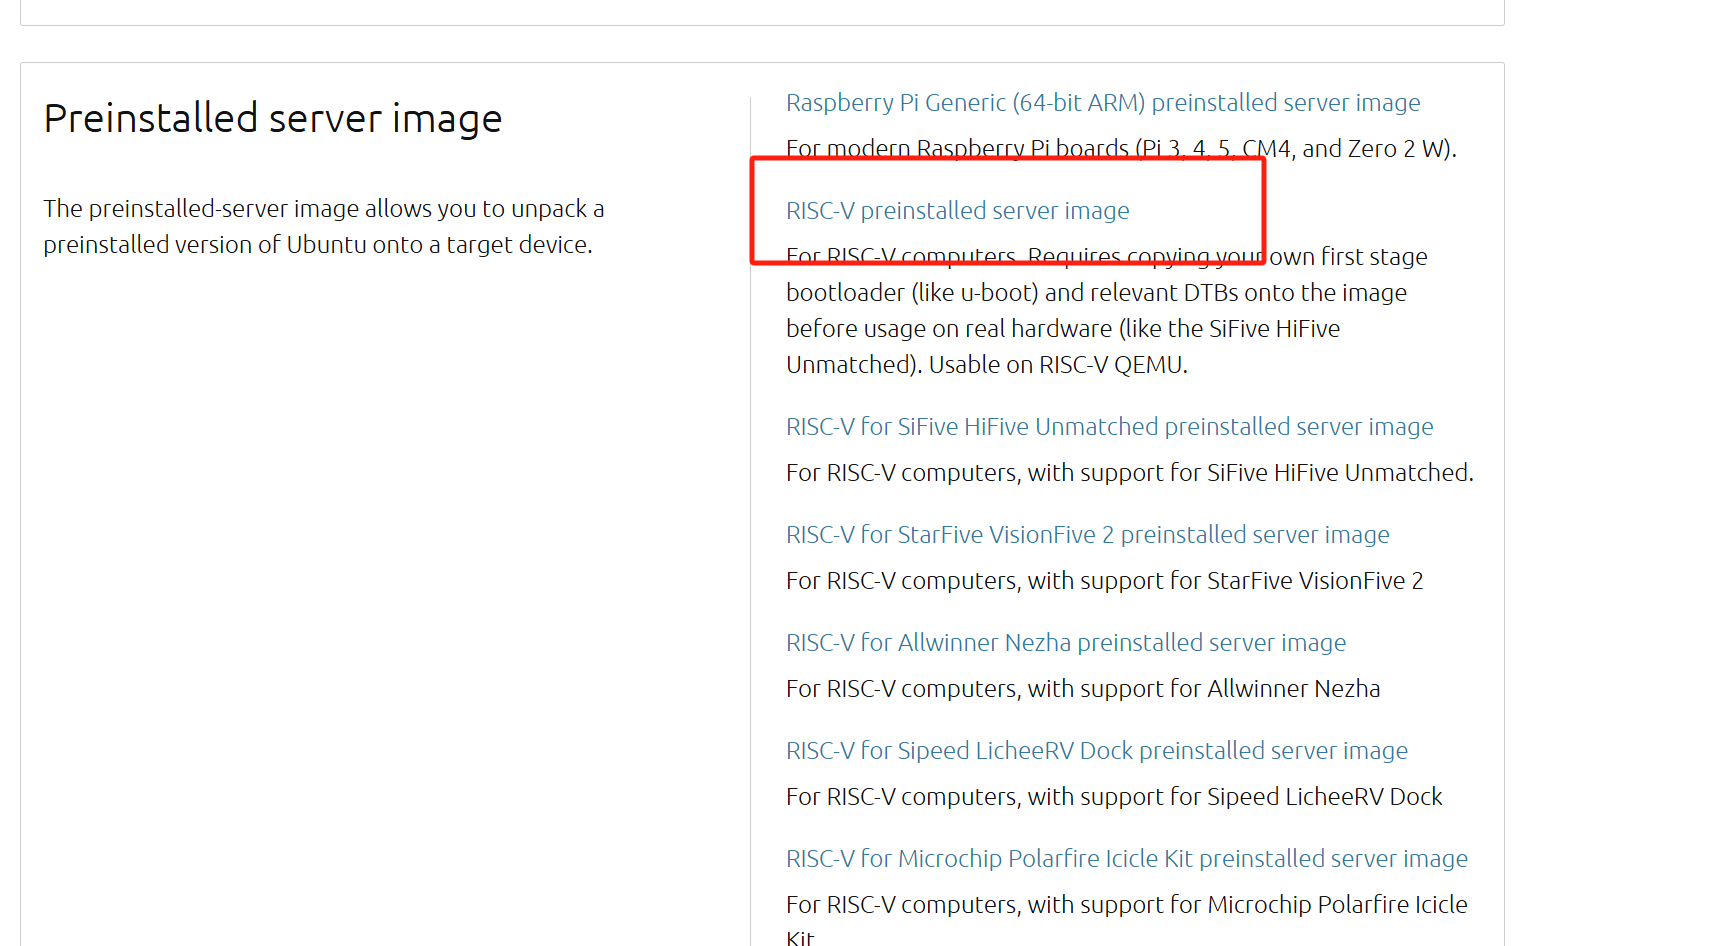 Preinstalled server image
The preinstalled-server image allows you to unpack a
preinstalled version of Ubuntu onto a target device.
Raspberry Pi Generic (64-bit ARM) preinstalled server image
For modern Raspberry Pi boards (Pi 3, 4, 5, CM4, and Zero 2 W).
RISC-V preinstalled server image
For RISC-V computers. Requires copying your own first stage
bootloader (like u-boot) and relevant DTBs onto the image
before usage on real hardware (like the SiFive HiFive
Unmatched). Usable on RISC-V QEMU.
RISC-V for SiFive HiFive Unmatched preinstalled server image
For RISC-V computers, with support for SiFive HiFive Unmatched.
RISC-V for StarFive VisionFive 2 preinstalled server image
For RISC-V computers, with support for StarFive VisionFive 2
RISC-V for Allwinner Nezha preinstalled server image
For RISC-V computers, with support for Allwinner Nezha
RISC-V for Sipeed LicheeRV Dock preinstalled server image
For RISC-V computers, with support for Sipeed LicheeRV Dock
RISC-V for Microchip Polarfire Icicle Kit preinstalled server image
For RISC-V computers, with support for Microchip Polarfire Icicle
Kit